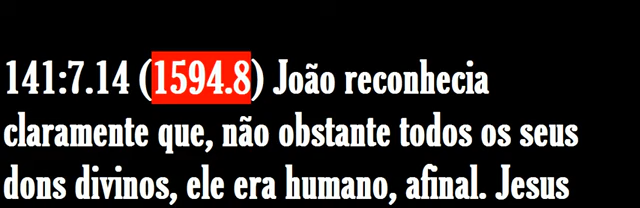 141:7.14 (1594.8) João reconhecia
claramente que, não obstante todos os seus
dons divinos, ele era humano, afinal. Jesus